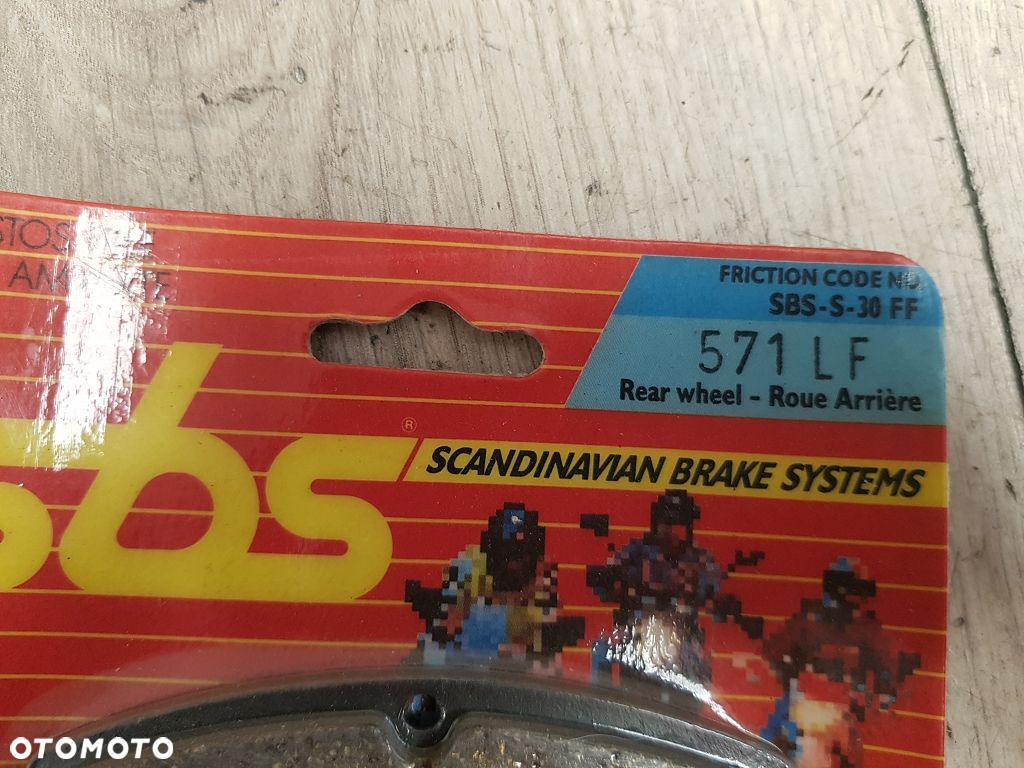 FRICTION CODE NO.
SBS-S-30 FF
571 LF
Rear wheel - Roue Arrière
sbs®
SCANDINAVIAN BRAKE SYSTEMS
OTOMOTO